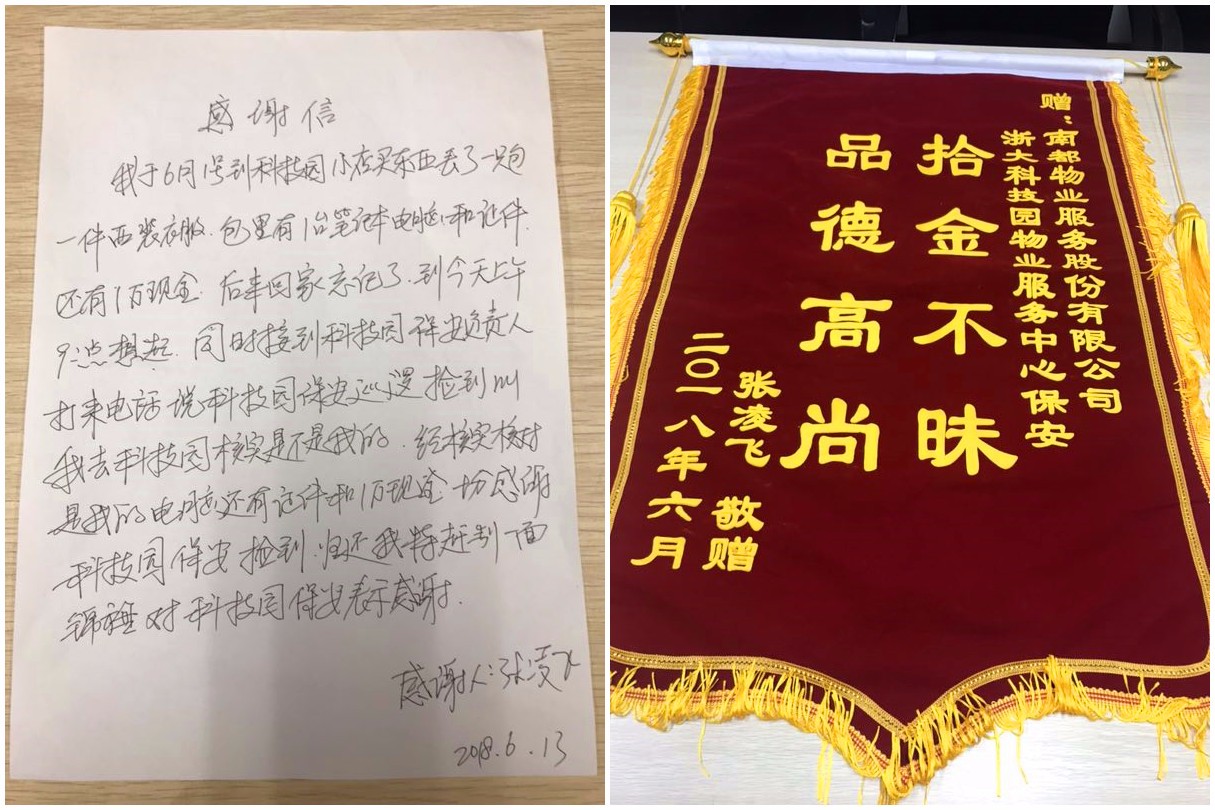 感谢信
我于6月1号到科技园小店买东西丢了一只包
一件西装衣服.包里有1台笔记本电脑和证件.
还有1万现金.后来回家忘记了.到今天上午
9:点想起.同时接到科技园保安负责人
打来电话说科技园保安巡逻捡到叫
我去科技园核实是不是我的.经核实核对
是我的电脑还有证件和1万现金.十分感谢
科技园保安捡到归还我特赶制一面
锦锤对科技园保安表示感谢.
感谢人:张凌飞
2018.6.13
赠:南都物业服务股份有限公司
浙大科技园物业服务中心保安
拾金不昧
品德高尚
张凌飞 敬赠
二〇一八年六月